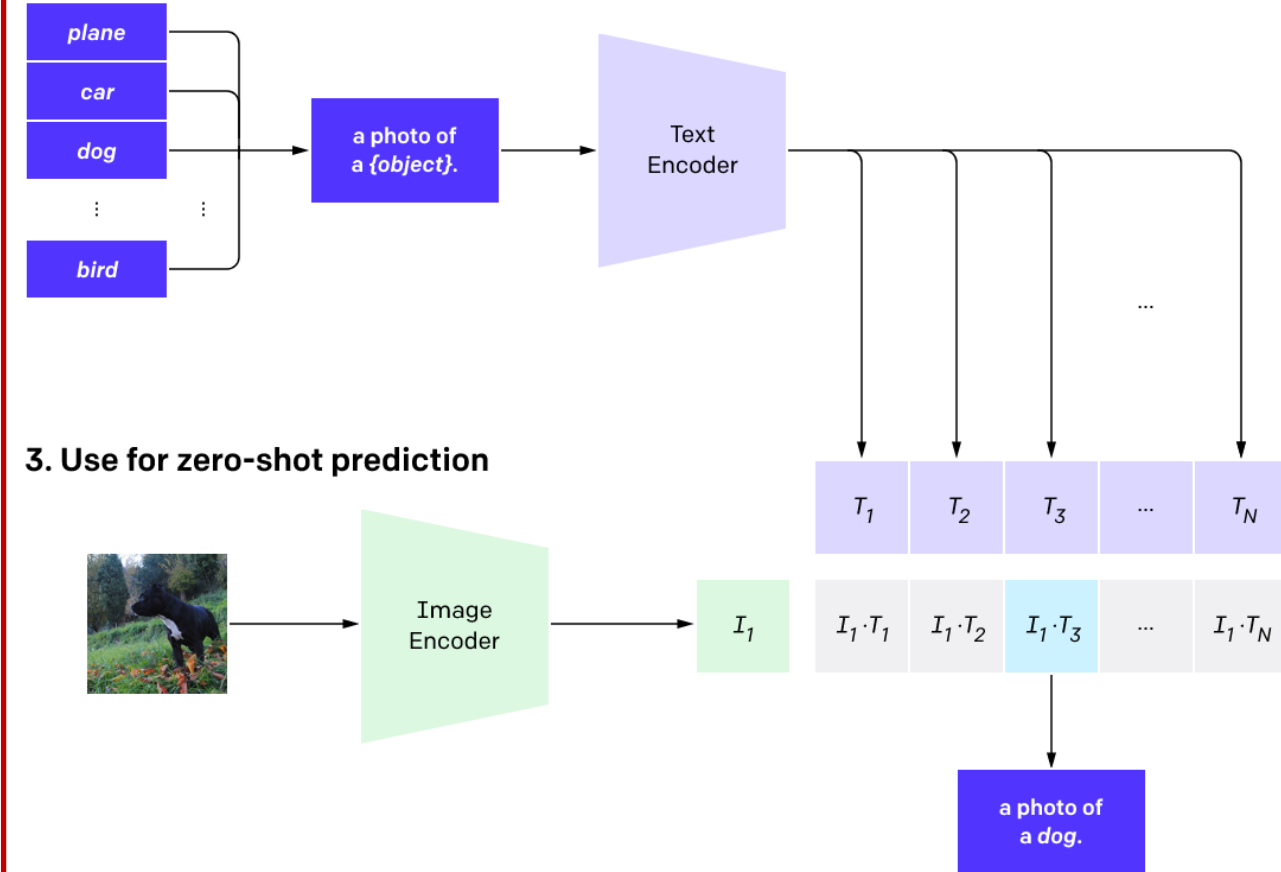 plane
car
dog
⋮ ⋮
bird
a photo of
a {object}.
Text
Encoder
...
3. Use for zero-shot prediction
T1 T2 T3 ... TN
Image
Encoder
I1
I1·T1 I1·T2 I1·T3 ... I1·TN
a photo of
a dog.